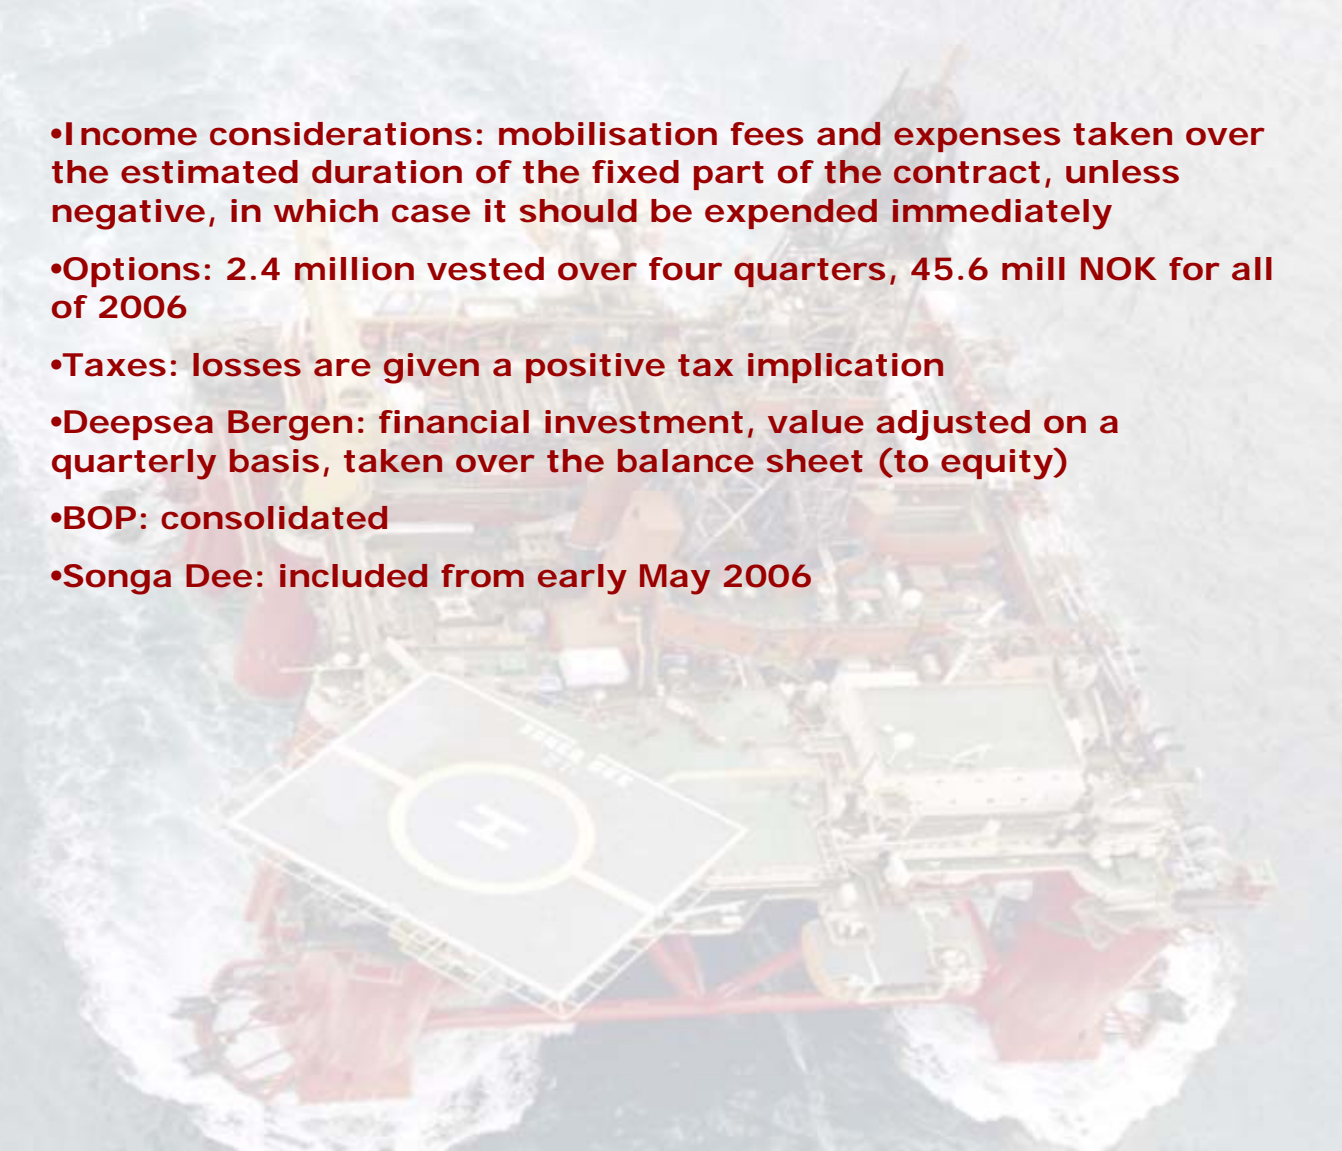 •Income considerations: mobilisation fees and expenses taken over
the estimated duration of the fixed part of the contract, unless
negative, in which case it should be expended immediately
•Options: 2.4 million vested over four quarters, 45.6 mill NOK for all
of 2006
•Taxes: losses are given a positive tax implication
•Deepsea Bergen: financial investment, value adjusted on a
quarterly basis, taken over the balance sheet (to equity)
•BOP: consolidated
•Songa Dee: included from early May 2006
SONGA DEE
H